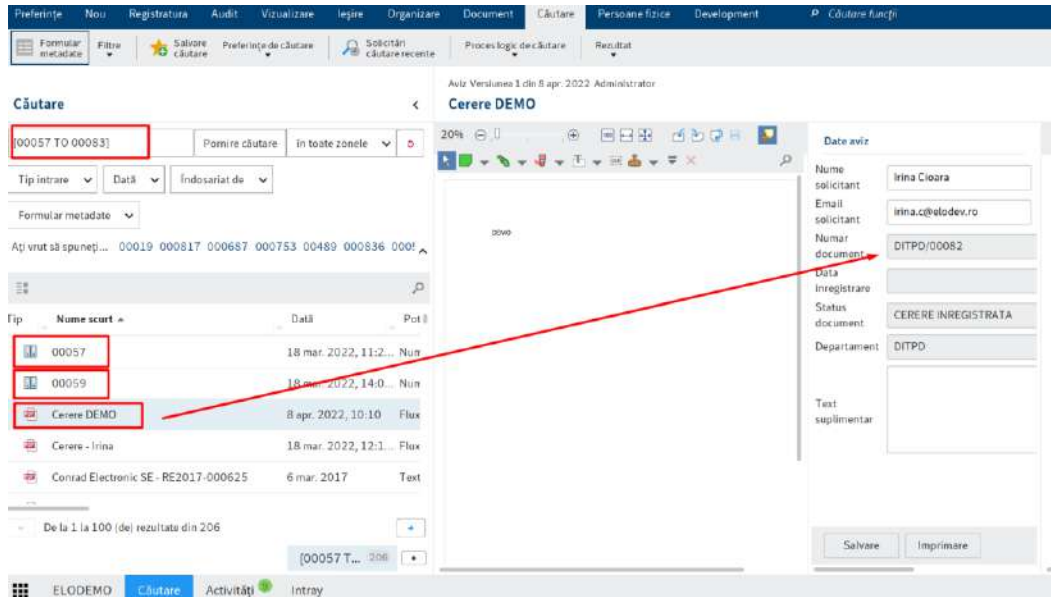 Preferințe Nou Registratura Audit Vizualizare Ieșire Organizare Document Căutare Persoane fizice Development Căutare funcții
Formular metadate Filtre Salvare căutare Preferințe de căutare Solicitări căutare recente Proces logic de căutare Rezultat
Aviz Versiunea 1 din 8 apr. 2022 Administrator
Căutare
Cerere DEMO
[00057 TO 00083] Pornire căutare în toate zonele
20%
Tip intrare Dată Îndosariat de
Formular metadate
Ați vrut să spuneți... 00019 000817 000687 000753 00489 000836
Tip Nume scurt Dată
00057 18 mar. 2022, 11:2...
00059 18 mar. 2022, 14:0...
Cerere DEMO 8 apr. 2022, 10:10 Flux
Cerere - Irina 18 mar. 2022, 12:1... Flux
Conrad Electronic SE - RE2017-000625 6 mar. 2017 Text
De la 1 la 100 (de) rezultate din 206
[00057 T... 206
DEMO
Date aviz
Nume solicitant Irina Cioara
Email solicitant irina.c@elodev.ro
Numar document DITPD/00082
Data inregistrare
Status document CERERE INREGISTRATA
Departament DITPD
Text suplimentar
Salvare Imprimare
ELODEMO Căutare Activități Intray